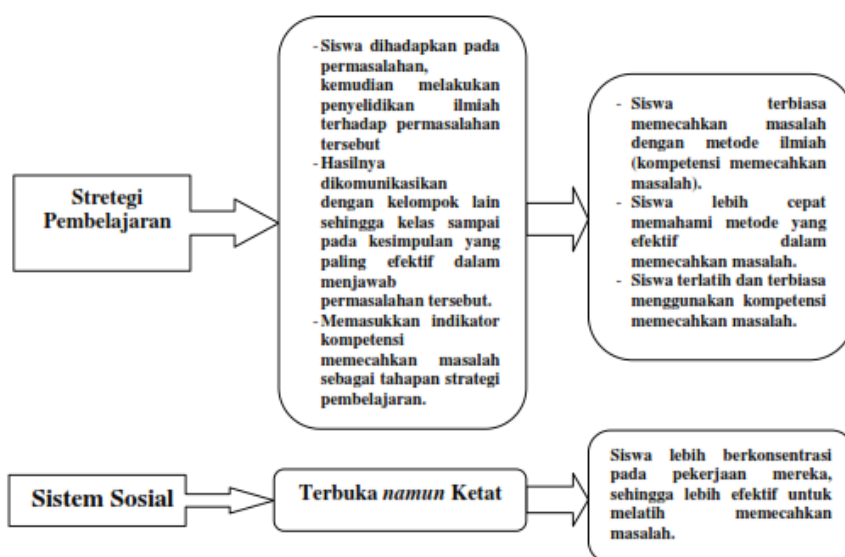 Stretegi
Pembelajaran
- Siswa dihadapkan pada
permasalahan,
kemudian melakukan
penyelidikan ilmiah
terhadap permasalahan
tersebut
- Hasilnya
dikomunikasikan
dengan kelompok lain
sehingga kelas sampai
pada kesimpulan yang
paling efektif dalam
menjawab
permasalahan tersebut.
- Memasukkan indikator
kompetensi
memecahkan masalah
sebagai tahapan strategi
pembelajaran.
- Siswa terbiasa
memecahkan masalah
dengan metode ilmiah
(kompetensi memecahkan
masalah).
- Siswa lebih cepat
memahami metode yang
efektif dalam
memecahkan masalah.
- Siswa terlatih dan terbiasa
menggunakan kompetensi
memecahkan masalah.
Sistem Sosial
Terbuka namun Ketat
Siswa lebih berkonsentrasi
pada pekerjaan mereka,
sehingga lebih efektif untuk
melatih memecahkan
masalah.